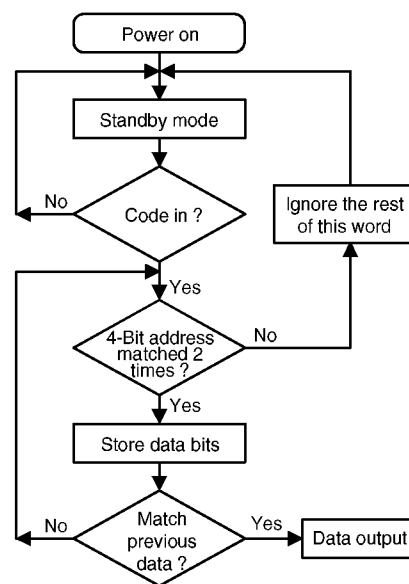 Power on
Standby mode
No
Code in ?
Ignore the rest
of this word
Yes
4-Bit address
matched 2
times ?
No
Yes
Store data bits
No
Match
previous
data ?
Yes
Data output